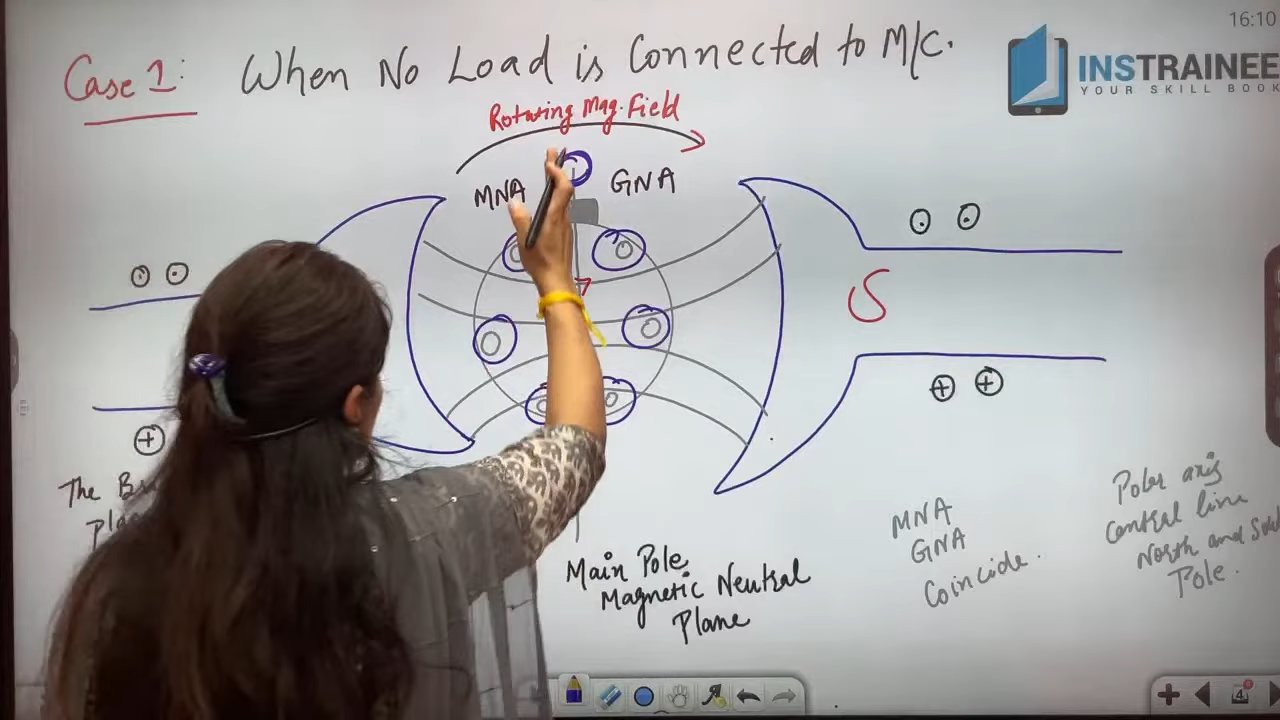 16:10
Case 1: When No Load is Connected to M/C.
INSTRAINEE
YOUR SKILL BOOK
Rotating Mag. Field
MNA GNA
S
The
MNA
GNA
Coincide.
Polar axis
Central line
North and
Pole.
Main Pole
Magnetic Neutral
Plane
4